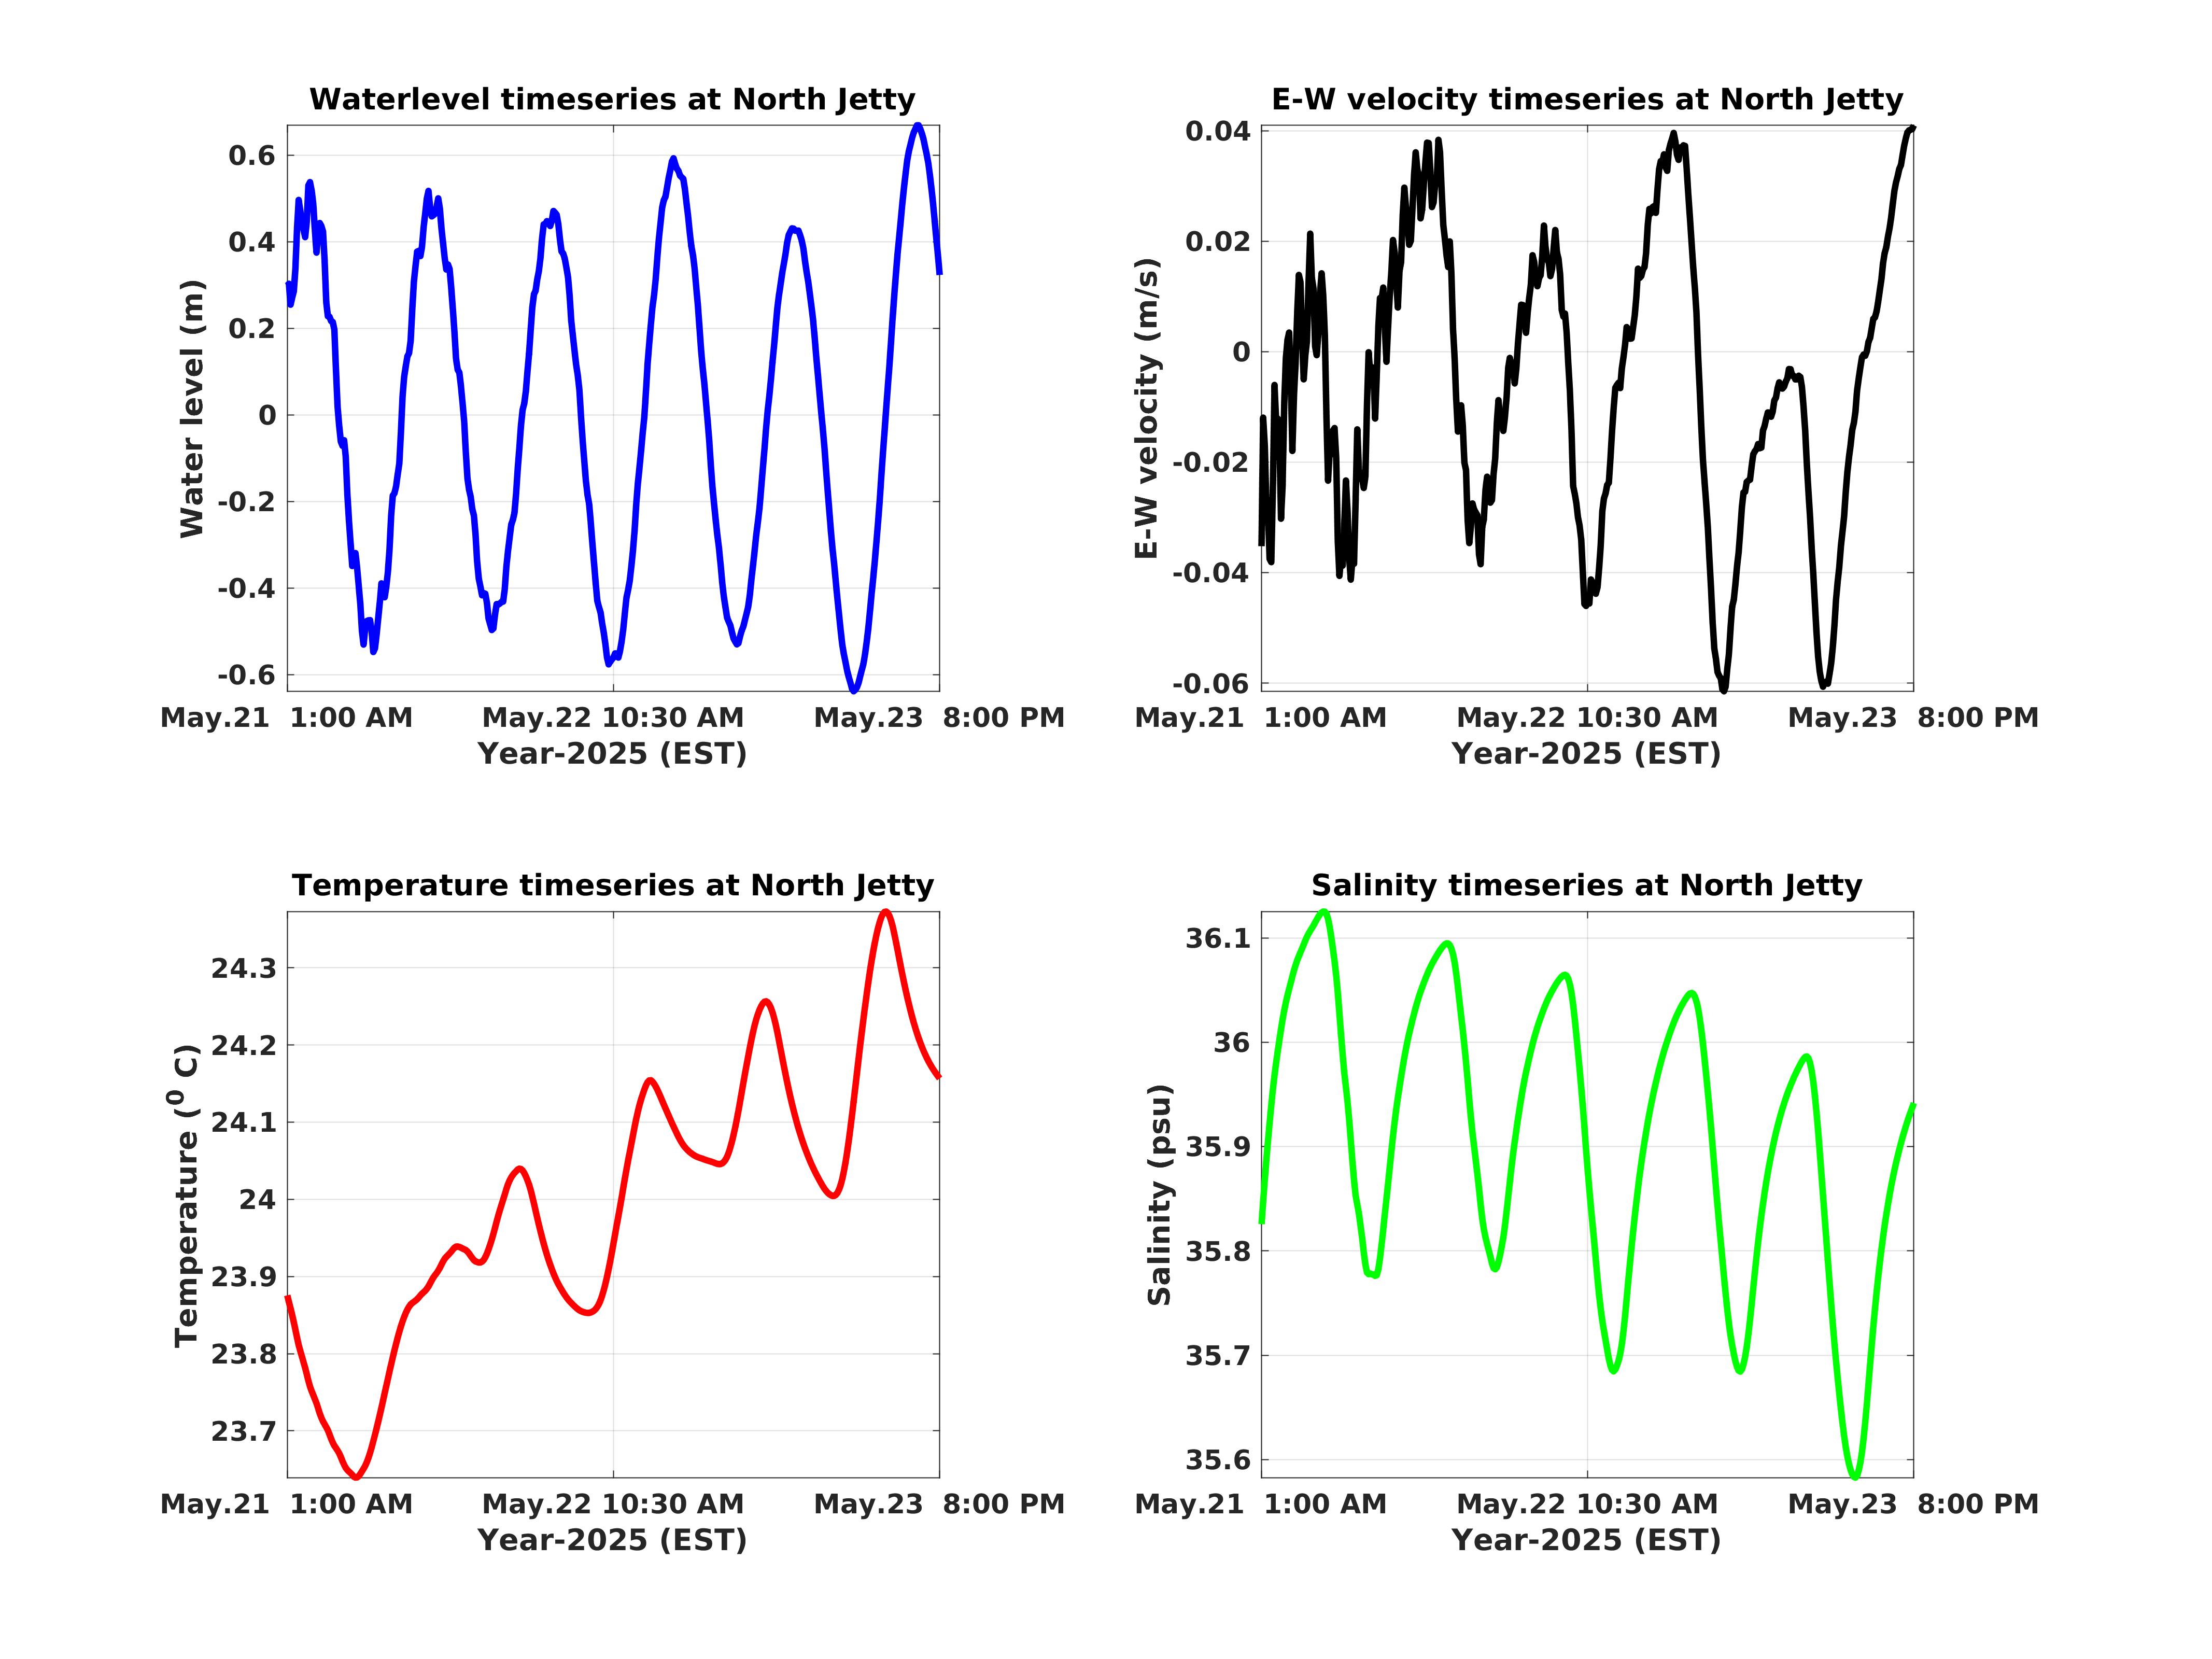 Waterlevel timeseries at North Jetty
0.6
0.4
0.2
0
-0.2
-0.4
-0.6
Water level (m)
May.21  1:00 AM
May.22 10:30 AM
May.23  8:00 PM
Year-2025 (EST)
E-W velocity timeseries at North Jetty
0.04
0.02
0
-0.02
-0.04
-0.06
E-W velocity (m/s)
May.21  1:00 AM
May.22 10:30 AM
May.23  8:00 PM
Year-2025 (EST)
Temperature timeseries at North Jetty
24.3
24.2
24.1
24
23.9
23.8
23.7
Temperature (⁰ C)
May.21  1:00 AM
May.22 10:30 AM
May.23  8:00 PM
Year-2025 (EST)
Salinity timeseries at North Jetty
36.1
36
35.9
35.8
35.7
35.6
Salinity (psu)
May.21  1:00 AM
May.22 10:30 AM
May.23  8:00 PM
Year-2025 (EST)